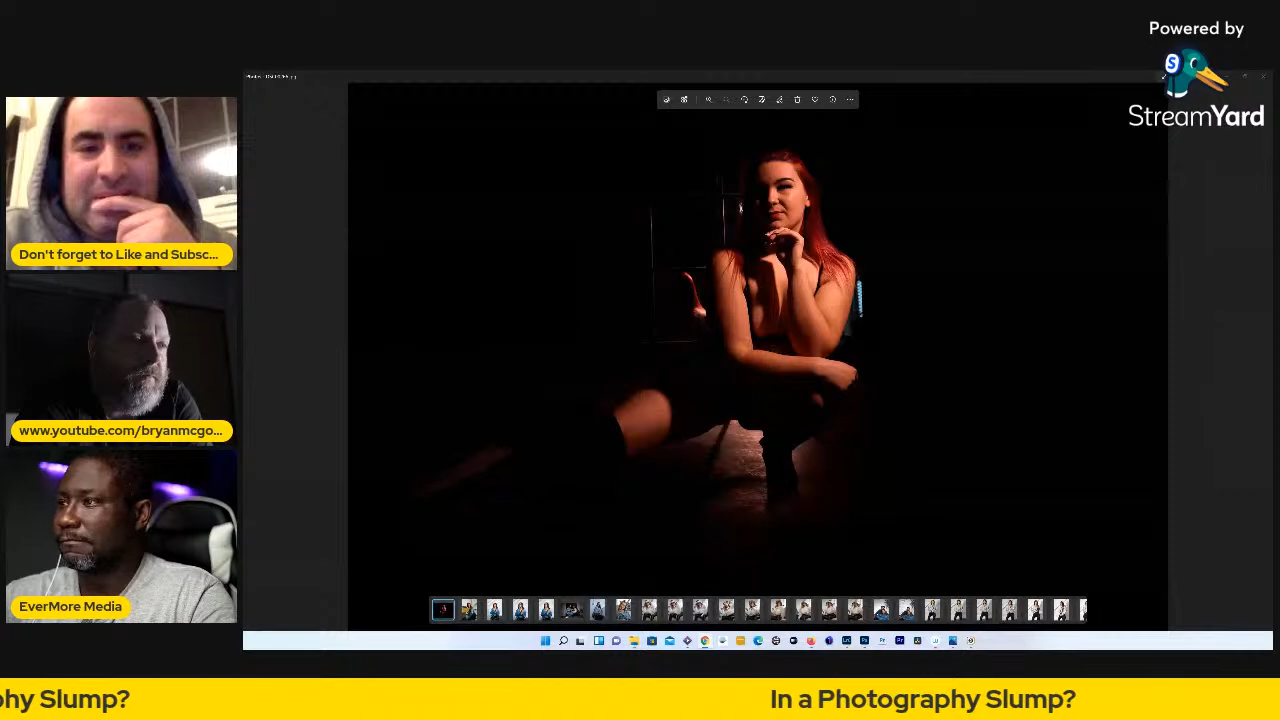 Powered by
StreamYard
Don't forget to Like and Subsc...
www.youtube.com/bryanmcgo...
EverMore Media
phy Slump?
In a Photography Slump?